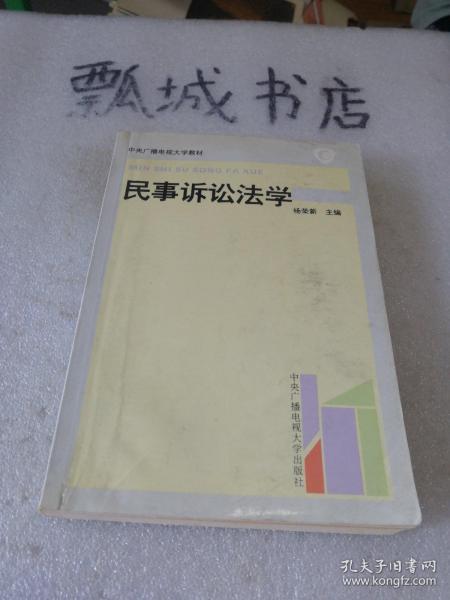 瓢城书店
中央广播电视大学教材
MIN SHI SU SONG FA XUE
民事诉讼法学
杨荣新 主编
中央广播电视大学出版社
孔夫子旧书网
www.kongfz.com